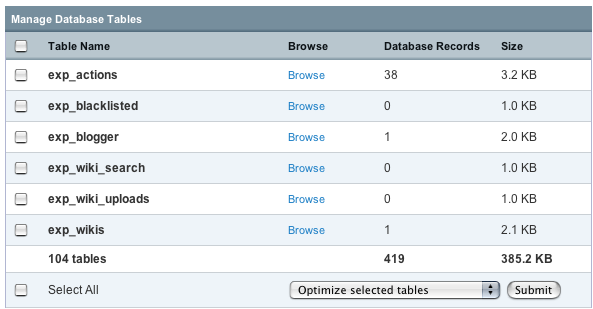 Manage Database Tables
Table Name Browse Database Records Size
exp_actions Browse 38 3.2 KB
exp_blacklisted Browse 0 1.0 KB
exp_blogger Browse 1 2.0 KB
exp_wiki_search Browse 0 1.0 KB
exp_wiki_uploads Browse 0 1.0 KB
exp_wikis Browse 1 2.1 KB
104 tables 419 385.2 KB
Select All Optimize selected tables Submit